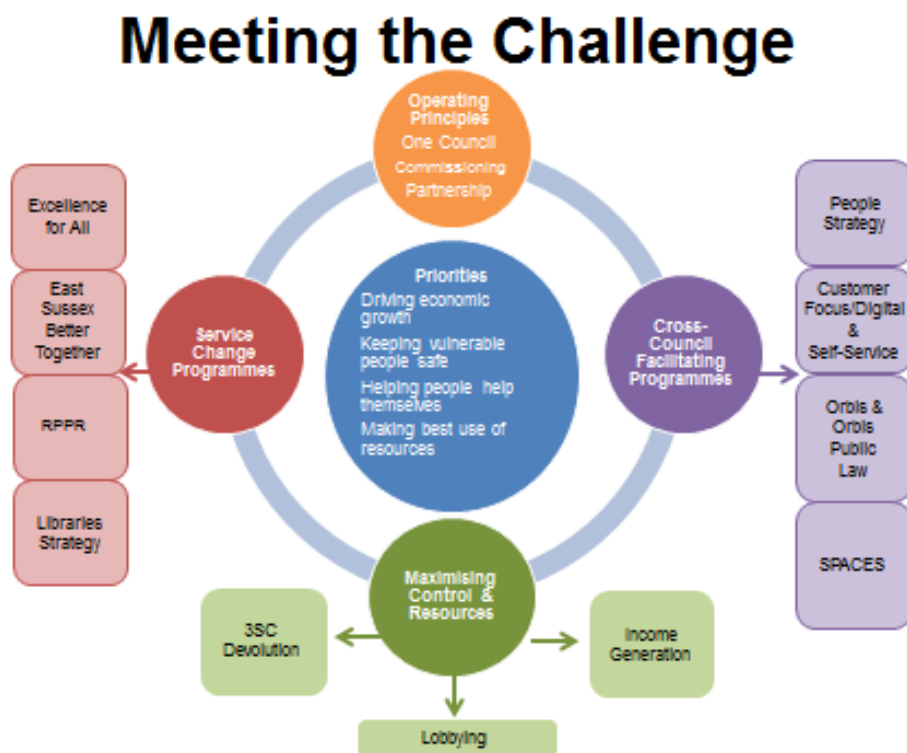 Meeting the Challenge
Operating
Principles
One Council
Commissioning
Partnership
Excellence
for All
East
Sussex
Better
Together
RPPR
Libraries
Strategy
Service
Change
Programmes
Priorities
Driving economic
growth
Keeping vulnerable
people safe
Helping people help
themselves
Making best use of
resources
Cross-
Council
Facilitating
Programmes
People
Strategy
Customer
Focus/Digital
&
Self-Service
Orbis &
Orbis
Public
Law
SPACES
Maximising
Control &
Resources
3SC
Devolution
Income
Generation
Lobbying